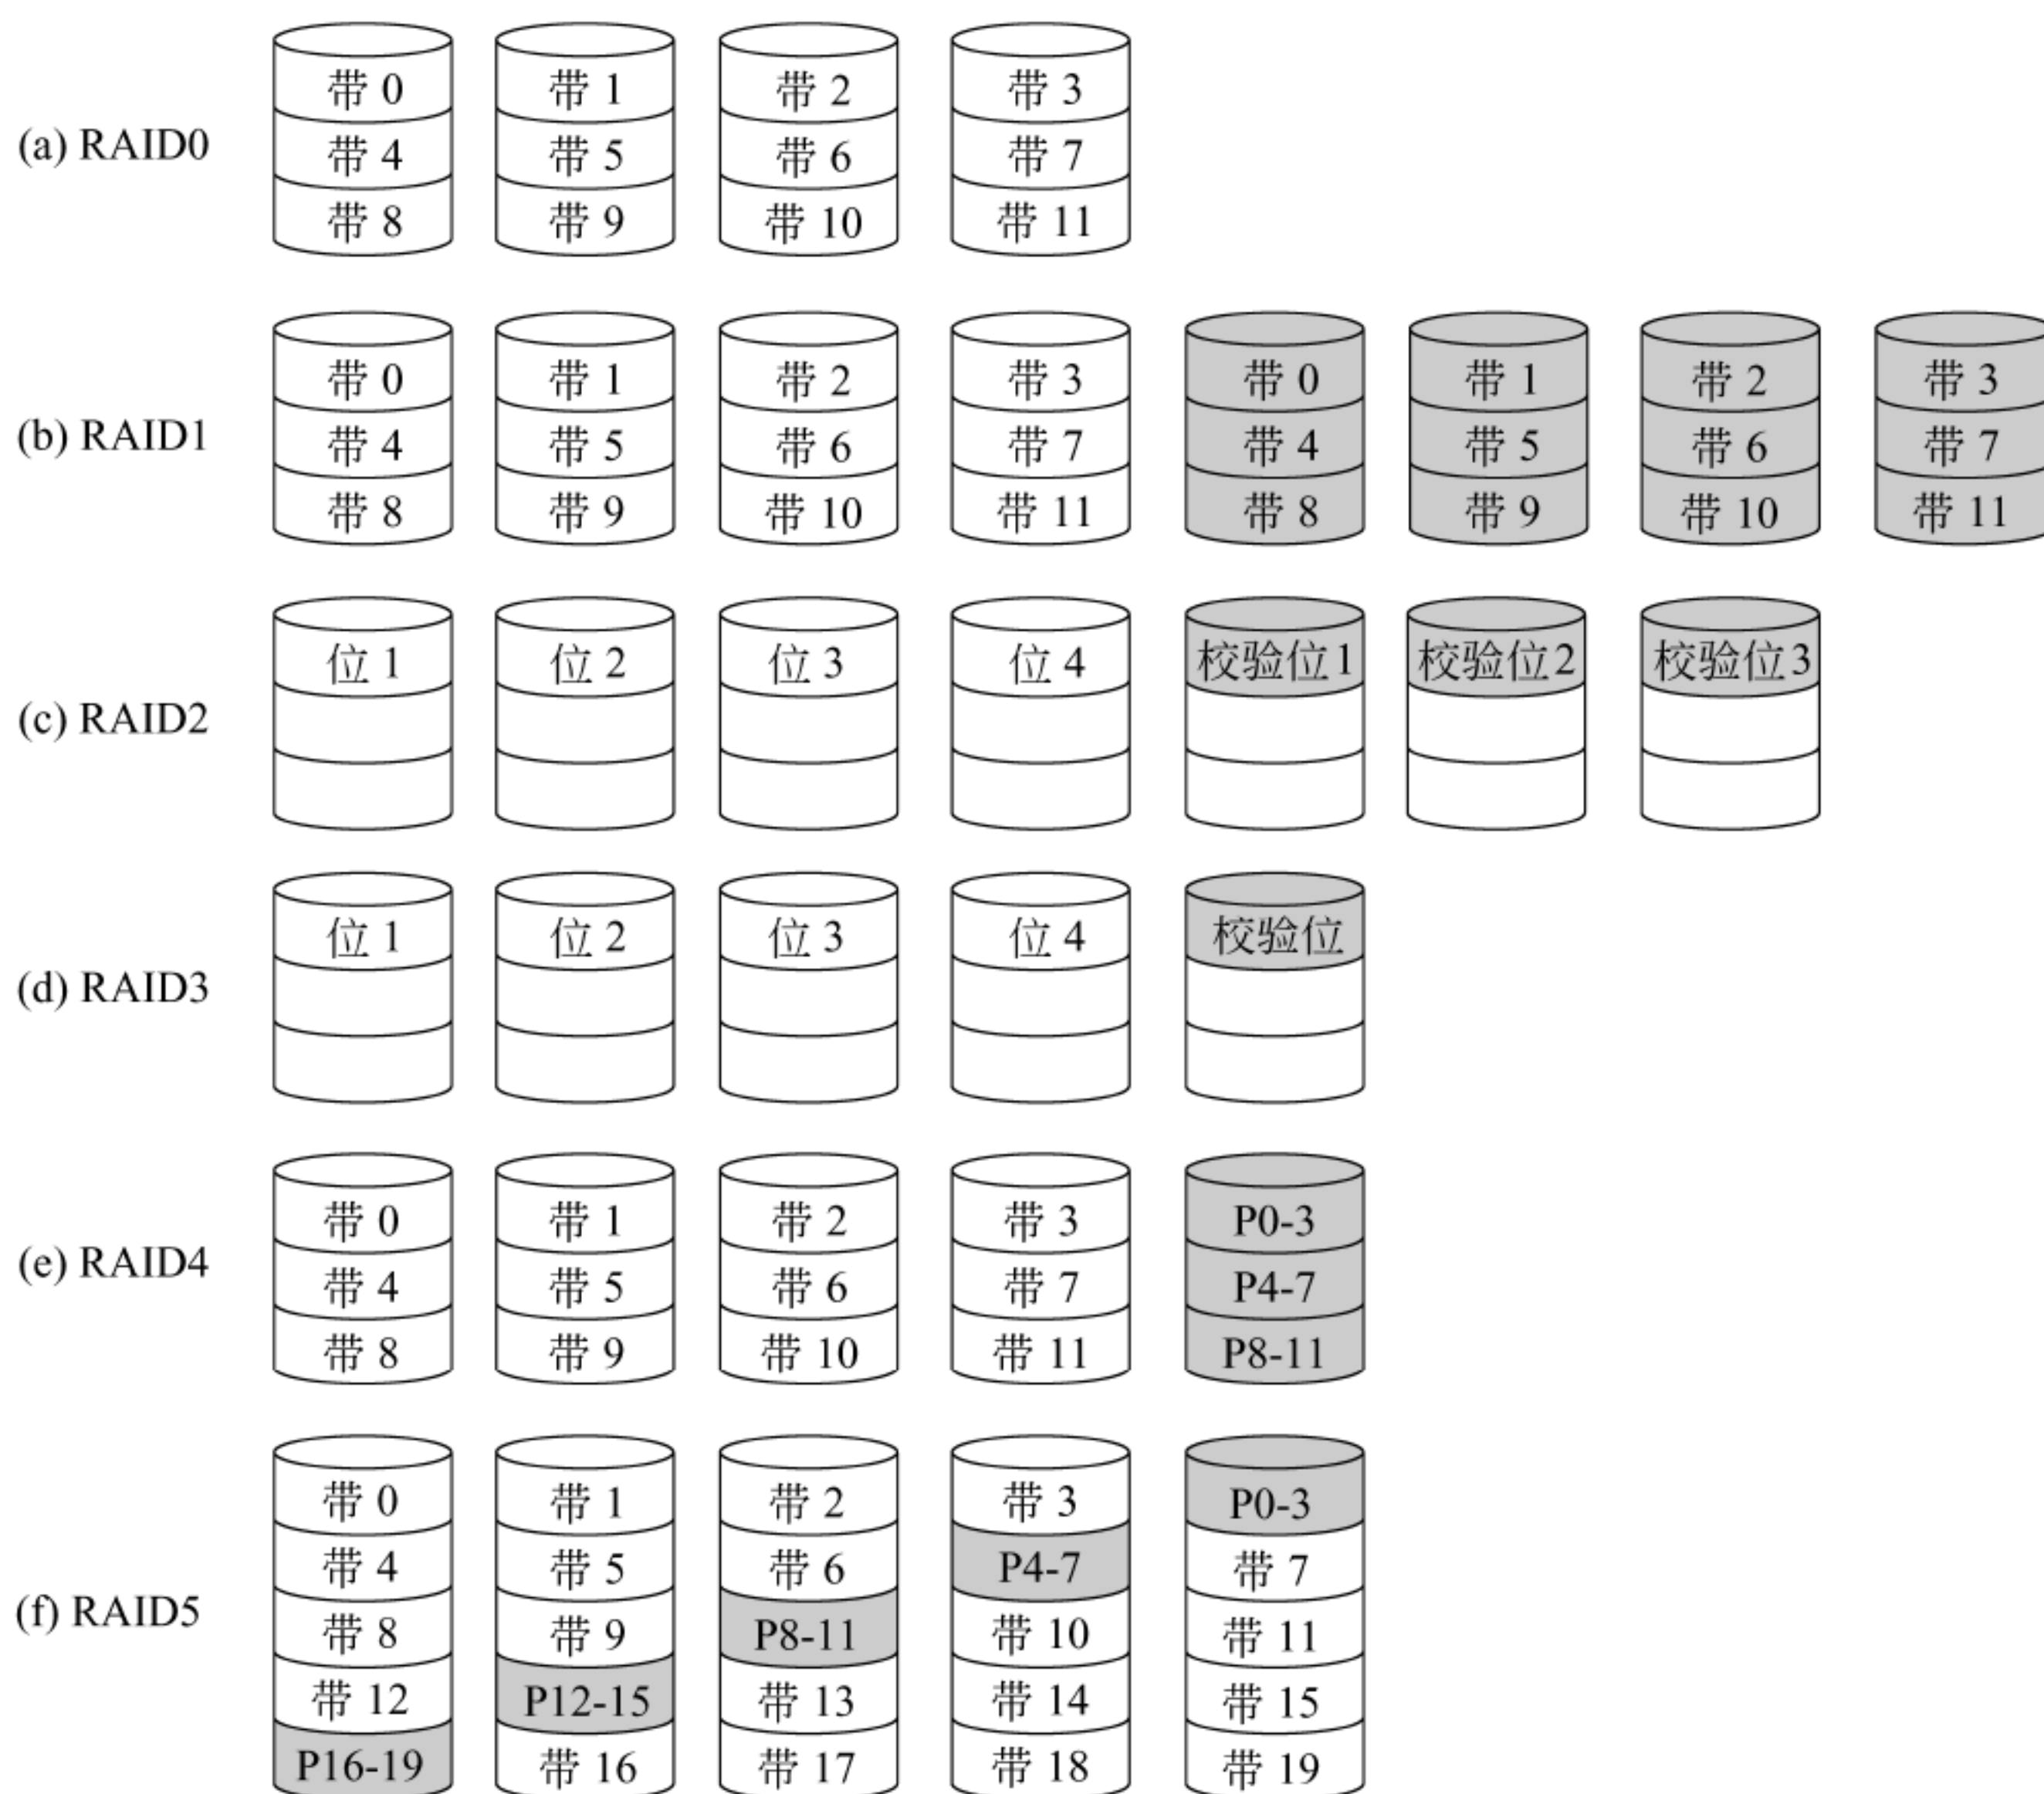 带 0 带 1 带 2 带 3
(a) RAID0 带 4 带 5 带 6 带 7
带 8 带 9 带 10 带 11
带 0 带 1 带 2 带 3 带 0 带 1 带 2 带 3
(b) RAID1 带 4 带 5 带 6 带 7 带 4 带 5 带 6 带 7
带 8 带 9 带 10 带 11 带 8 带 9 带 10 带 11
位 1 位 2 位 3 位 4 校验位1 校验位2 校验位3
(c) RAID2
位 1 位 2 位 3 位 4 校验位
(d) RAID3
带 0 带 1 带 2 带 3 P0-3
(e) RAID4 带 4 带 5 带 6 带 7 P4-7
带 8 带 9 带 10 带 11 P8-11
带 0 带 1 带 2 带 3 P0-3
带 4 带 5 带 6 P4-7 带 7
(f) RAID5 带 8 带 9 P8-11 带 10 带 11
带 12 P12-15 带 13 带 14 带 15
P16-19 带 16 带 17 带 18 带 19